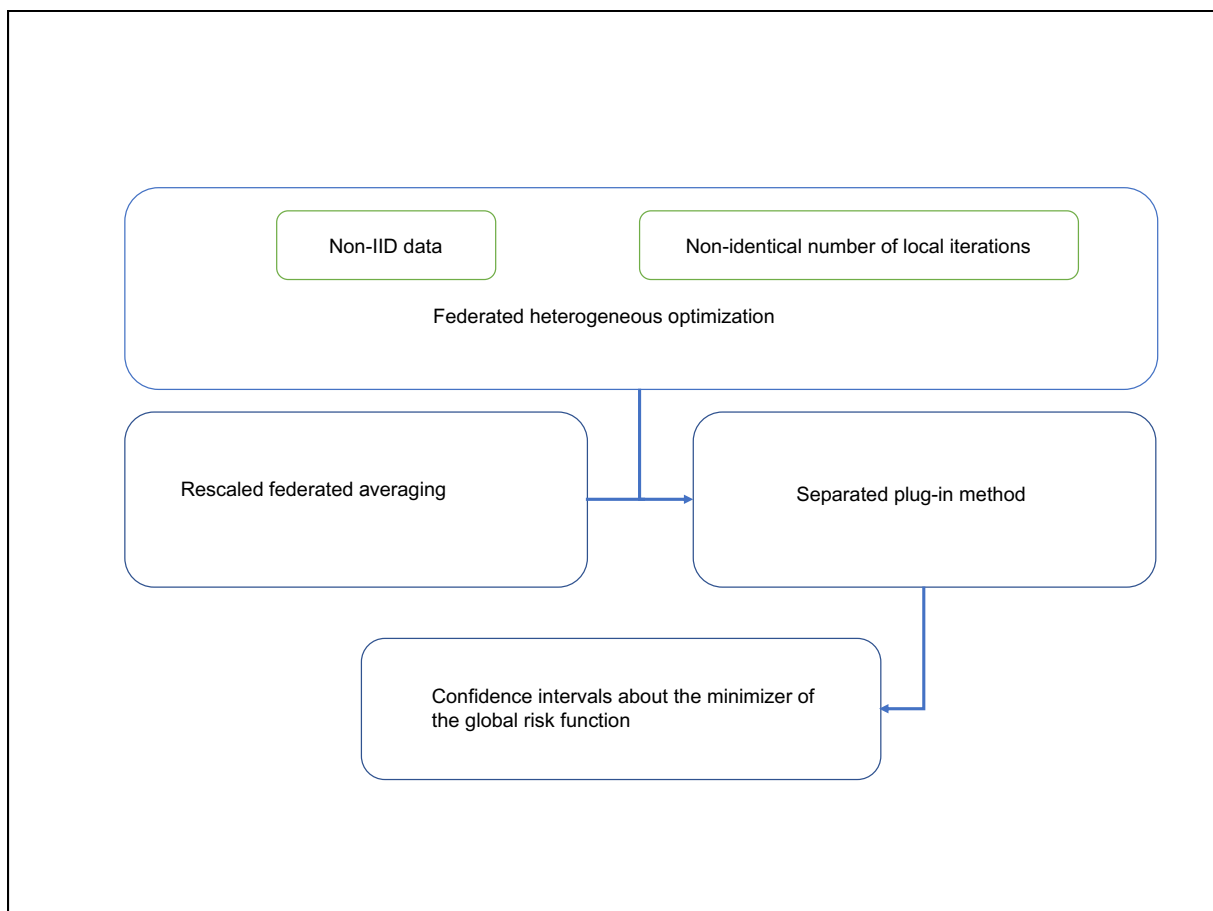 Non-IID data
Non-identical number of local iterations
Federated heterogeneous optimization
Rescaled federated averaging
Separated plug-in method
Confidence intervals about the minimizer of
the global risk function